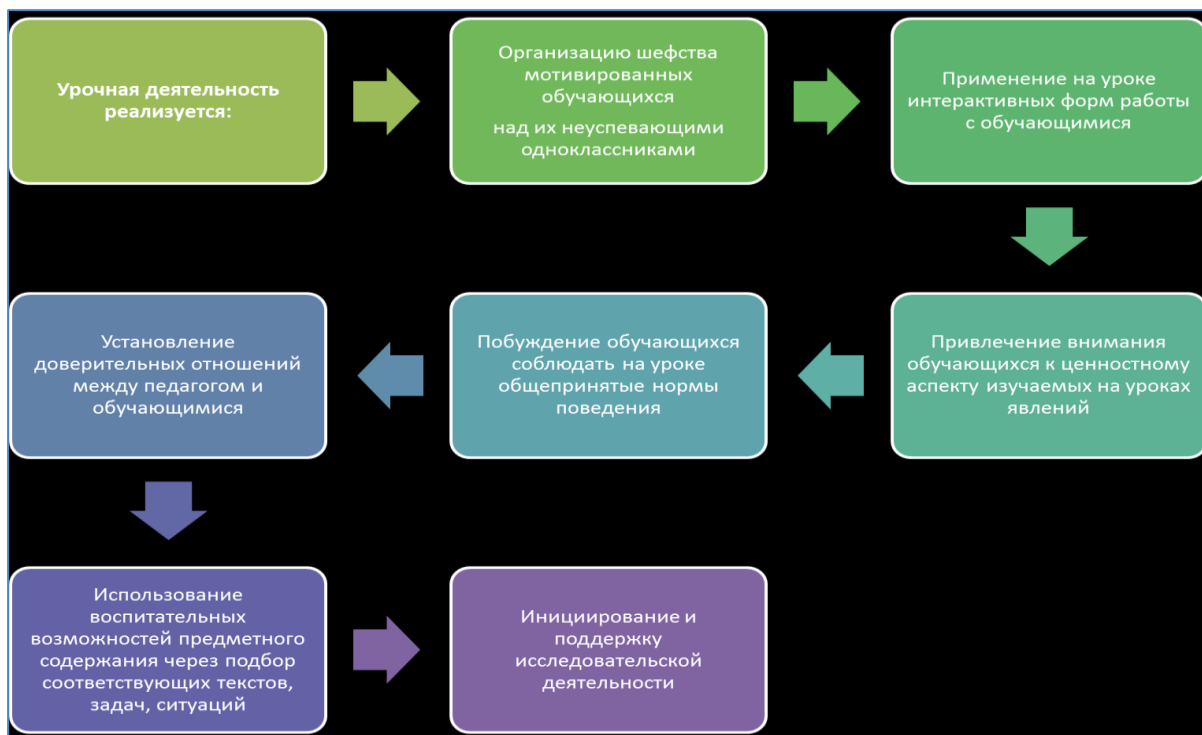 Урочная деятельность
реализуется:
Организацию шефства
мотивированных
обучающихся
над их неуспевающими
одноклассниками
Применение на уроке
интерактивных форм работы
с обучающимися
Привлечение внимания
обучающихся к ценностному
аспекту изучаемых на уроках
явлений
Побуждение обучающихся
соблюдать на уроке
общепринятые нормы
поведения
Установление
доверительных отношений
между педагогом и
обучающимися
Использование
воспитательных
возможностей предметного
содержания через подбор
соответствующих текстов,
задач, ситуаций
Инициирование и
поддержку
исследовательской
деятельности